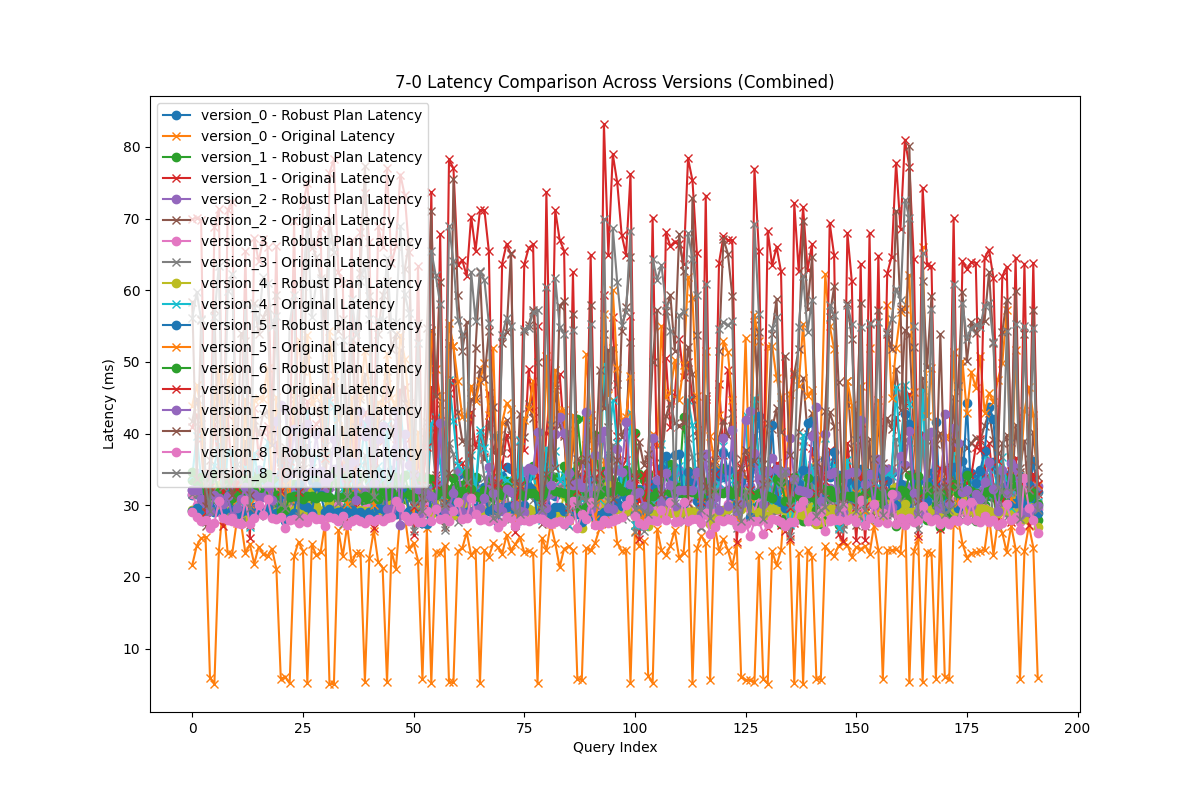 7-0 Latency Comparison Across Versions (Combined)
version_0 - Robust Plan Latency
version_0 - Original Latency
version_1 - Robust Plan Latency
version_1 - Original Latency
version_2 - Robust Plan Latency
version_2 - Original Latency
version_3 - Robust Plan Latency
version_3 - Original Latency
version_4 - Robust Plan Latency
version_4 - Original Latency
version_5 - Robust Plan Latency
version_5 - Original Latency
version_6 - Robust Plan Latency
version_6 - Original Latency
version_7 - Robust Plan Latency
version_7 - Original Latency
version_8 - Robust Plan Latency
version_8 - Original Latency
Latency (ms)
80
70
60
50
40
30
20
10
0 25 50 75 100 125 150 175 200
Query Index